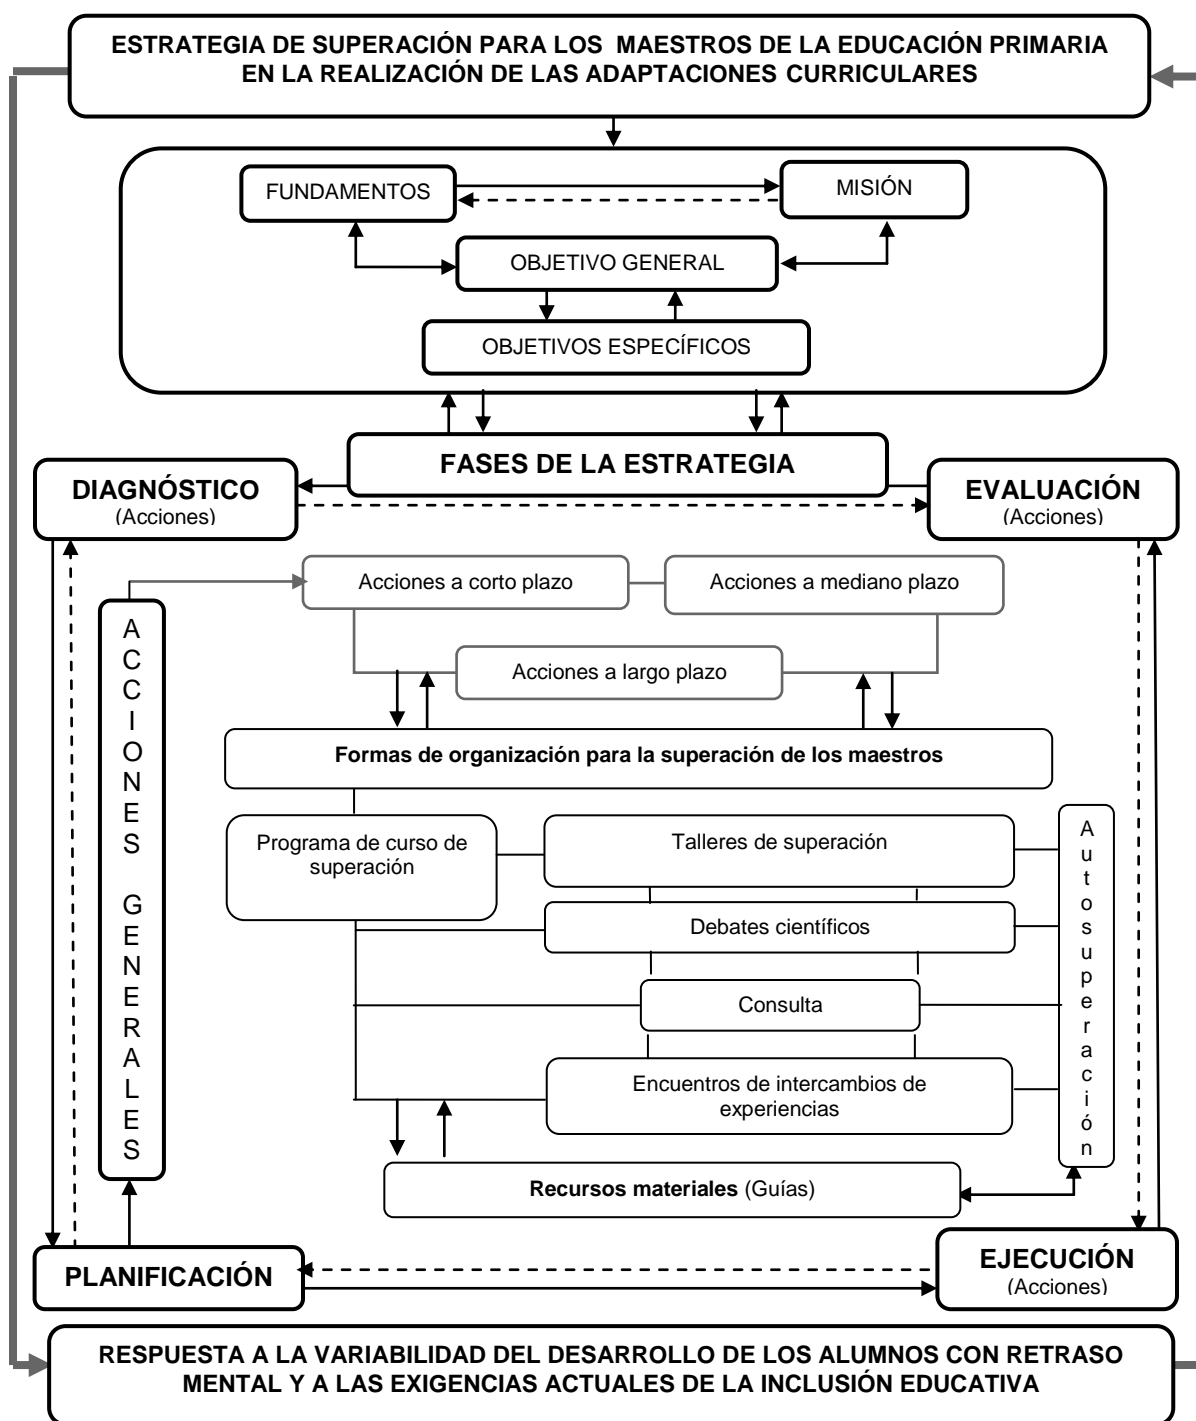 ESTRATEGIA DE SUPERACIÓN PARA LOS MAESTROS DE LA EDUCACIÓN PRIMARIA
EN LA REALIZACIÓN DE LAS ADAPTACIONES CURRICULARES
FUNDAMENTOS
MISIÓN
OBJETIVO GENERAL
OBJETIVOS ESPECÍFICOS
FASES DE LA ESTRATEGIA
DIAGNÓSTICO
(Acciones)
EVALUACIÓN
(Acciones)
Acciones a corto plazo
Acciones a mediano plazo
Acciones a largo plazo
ACCIONES GENERALES
Formas de organización para la superación de los maestros
Programa de curso de
superación
Talleres de superación
Debates científicos
Consulta
Encuentros de intercambios de
experiencias
Autosuperación
Recursos materiales (Guías)
PLANIFICACIÓN
EJECUCIÓN
(Acciones)
RESPUESTA A LA VARIABILIDAD DEL DESARROLLO DE LOS ALUMNOS CON RETRASO
MENTAL Y A LAS EXIGENCIAS ACTUALES DE LA INCLUSIÓN EDUCATIVA